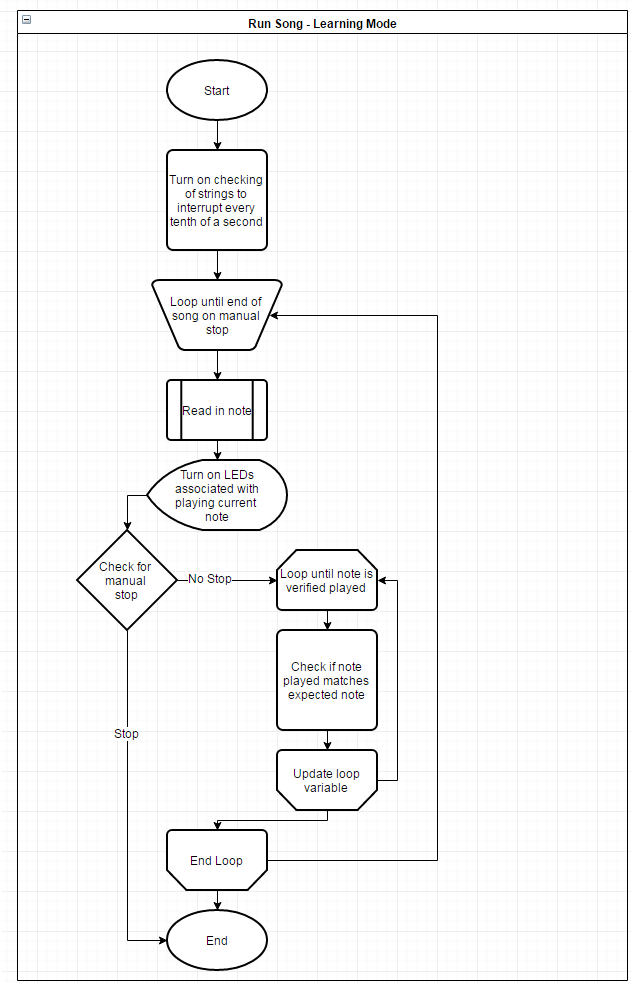 Run Song - Learning Mode
Start
Turn on checking
of strings to
interrupt every
tenth of a second
Loop until end of
song on manual
stop
Read in note
Turn on LEDs
associated with
playing current
note
Check for
manual
stop
No Stop
Loop until note is
verified played
Check if note
played matches
expected note
Stop
Update loop
variable
End Loop
End